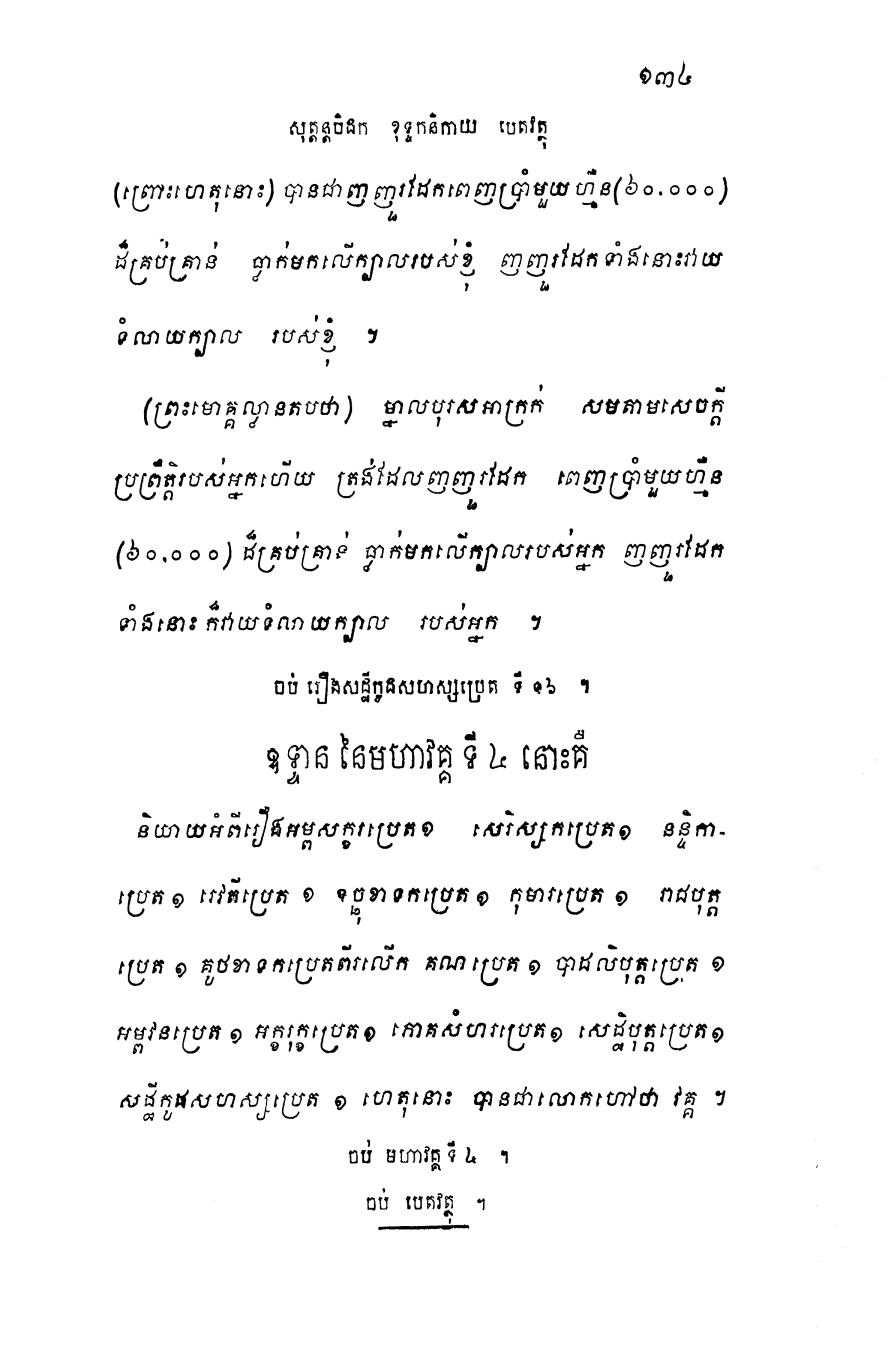 ១៣៤
សុត្តន្តបិដក ខុទ្ទកនិកាយ បេតវត្ថុ
(ព្រោះហេតុនោះ) បានជាញញួរដែកពេញប្រាំមួយហ្មឺន(៦០.០០០)
ដ៏គ្រប់គ្រាន់ ធ្លាក់មកលើក្បាលរបស់ខ្ញុំ ញញួរដែកទាំងនោះវាយ
ទំលាយក្បាល របស់ខ្ញុំ ។
(ព្រះមោគ្គល្លានតបថា) ម្នាលបុរសអាក្រក់ សមតាមសេចក្តី
ប្រព្រឹត្តិរបស់អ្នកហើយ ត្រង់ដែលញញួរដែក ពេញប្រាំមួយហ្មឺន
(៦០.០០០) ដ៏គ្រប់គ្រាន់ ធ្លាក់មកលើក្បាលរបស់អ្នក ញញួរដែក
ទាំងនោះ ក៏វាយទំលាយក្បាល របស់អ្នក ។
ចប់ រឿងសដ្ឋីកូដសហស្សប្រេត ទី ១៦ ។
ឧទ្ទាន នៃមហាវគ្គ ទី ៤ នោះគឺ
និយាយអំពីរឿងអម្ពសក្ខរប្រេត១ សេរិស្សកប្រេត១ នន្ទិកា-
ប្រេត ១ រេវតីប្រេត ១ ឧច្ឆុខាទកប្រេត ១ កុមារប្រេត ១ រាជបុត្ត
ប្រេត ១ គូថខាទកប្រេតពីរលើក គណប្រេត ១ បាដលិបុត្តប្រេត ១
អម្ពវនប្រេត ១ អក្ខរុក្ខប្រេត១ ភោគសំហារប្រេត១ សេដ្ឋិបុត្តប្រេត១
សដ្ឋីកូដសហស្សប្រេត ១ ហេតុនោះ បានជាលោកហៅថា វគ្គ ។
ចប់ មហាវគ្គទី ៤ ។
ចប់ បេតវត្ថុ ។